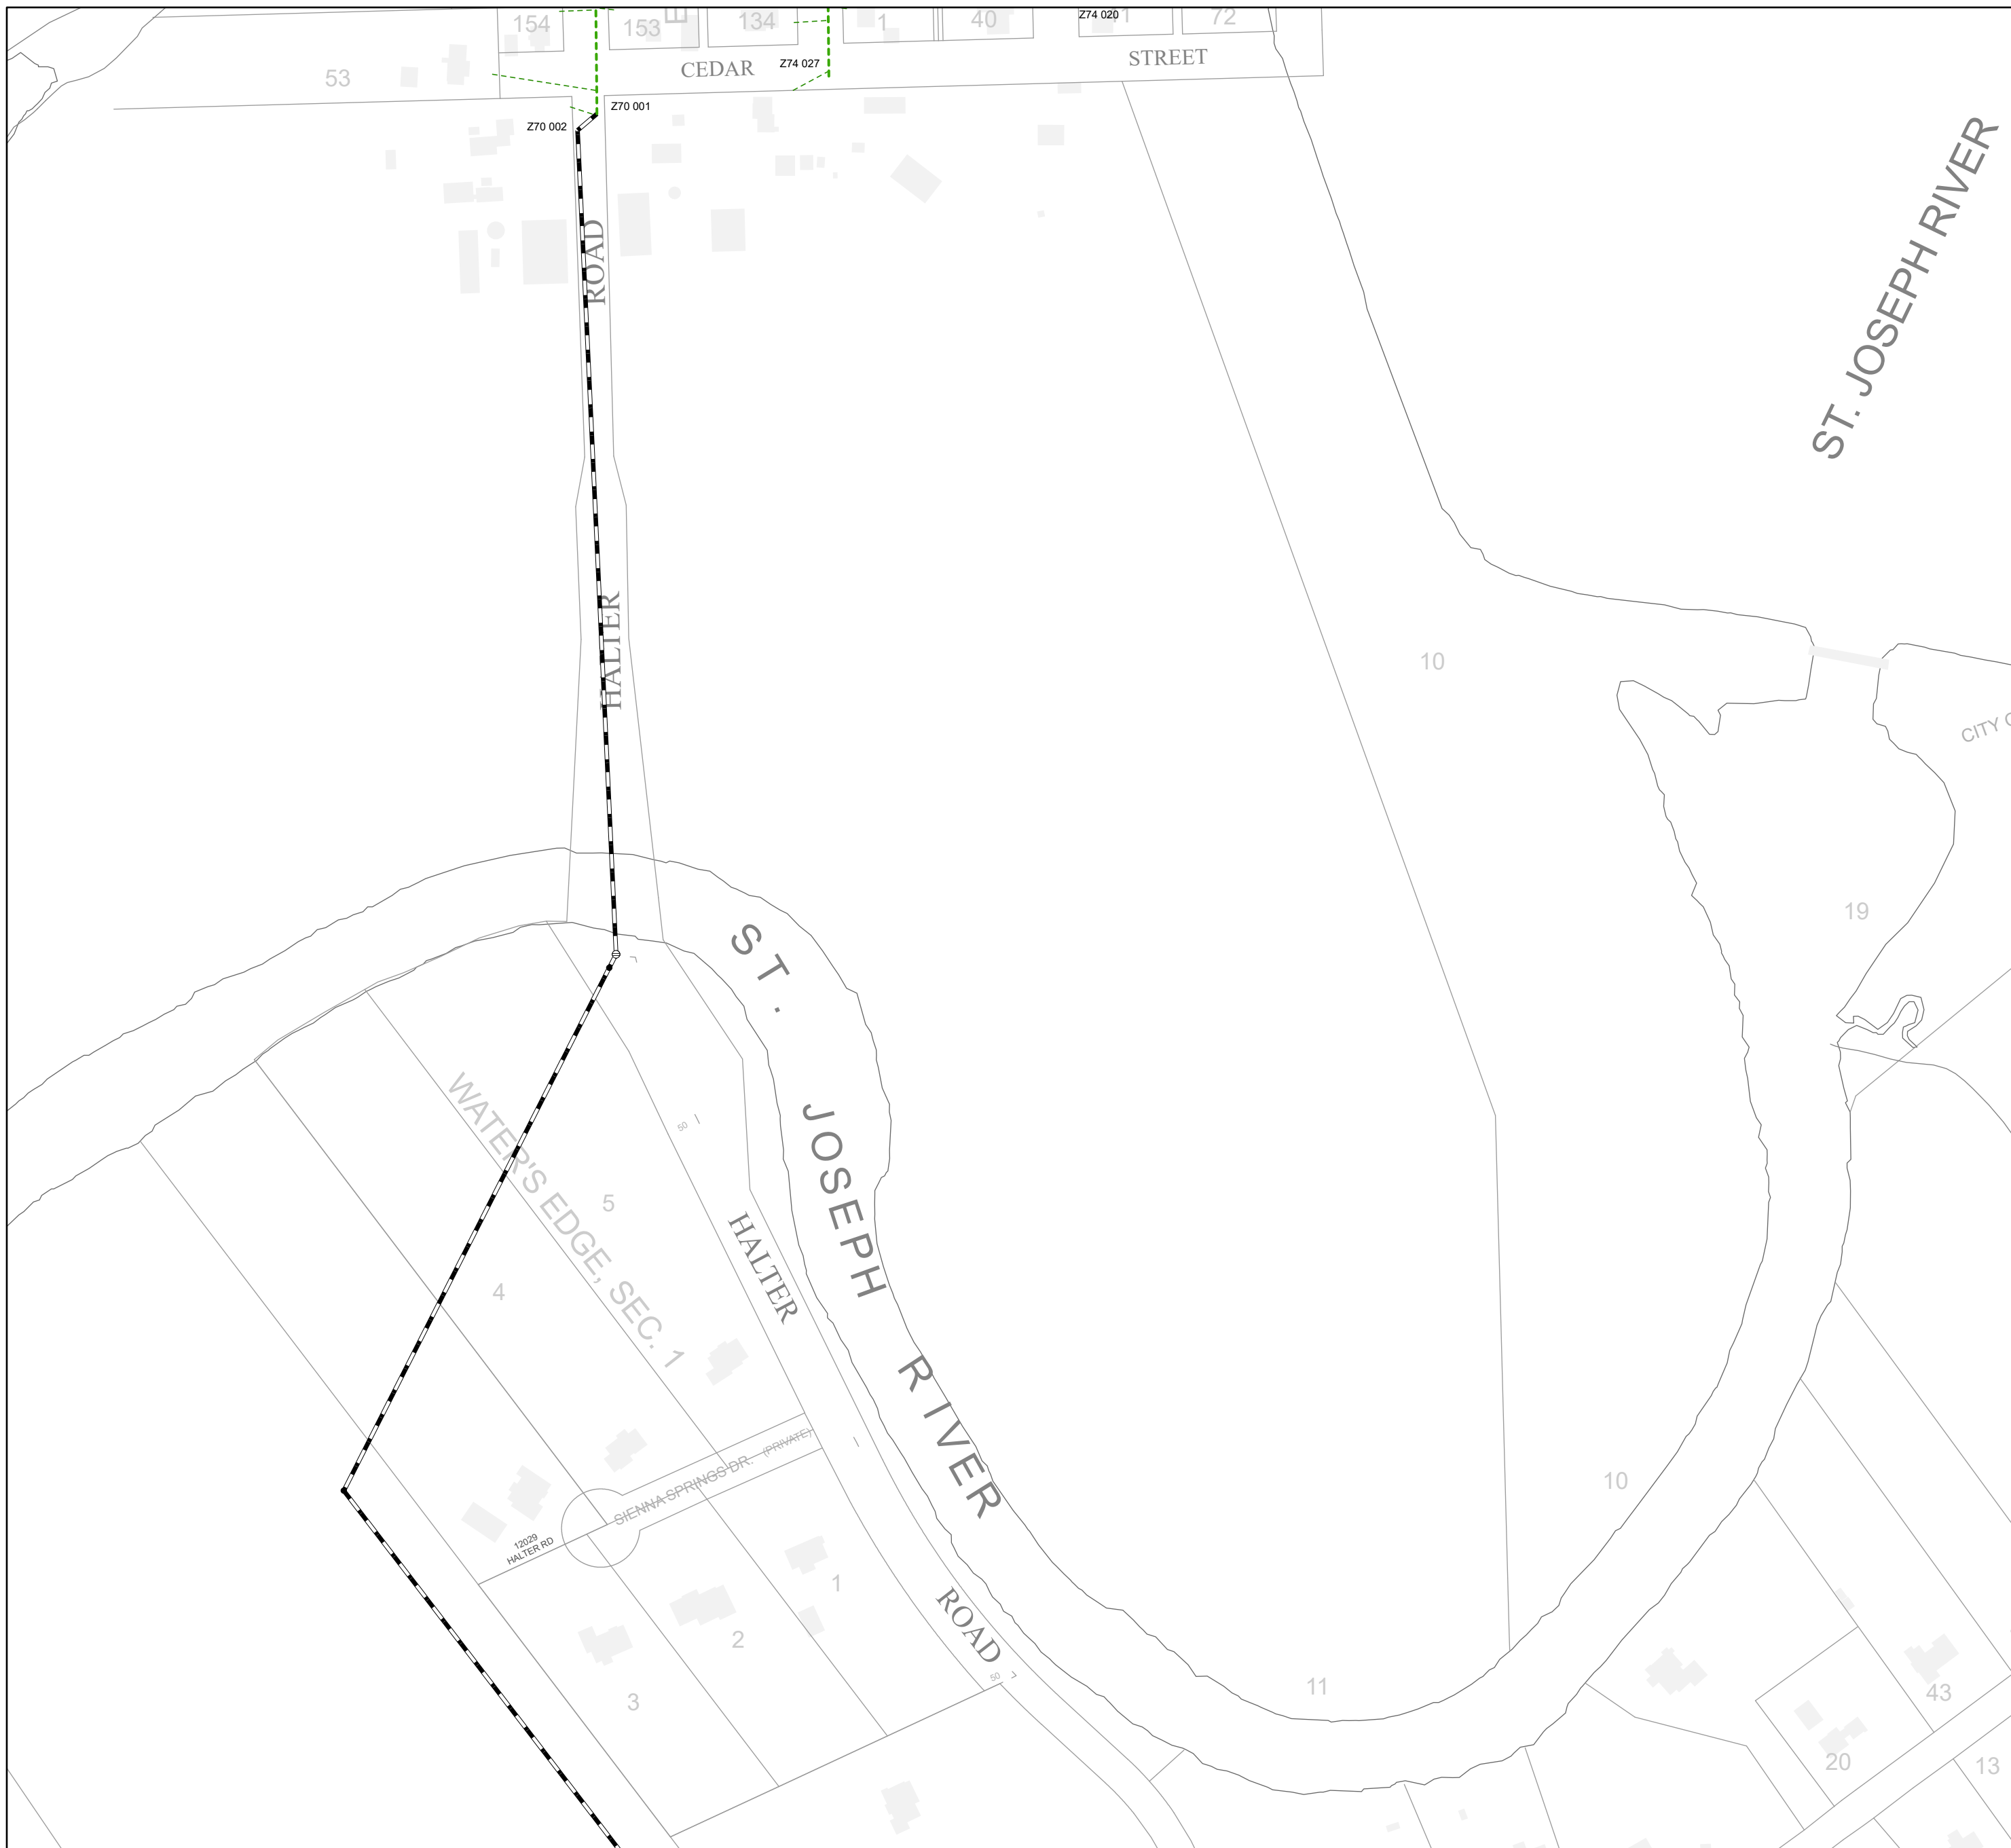 154
153
134
1
40
Z74 020
72
53
CEDAR
Z74 027
STREET
Z70 001
Z70 002
ROAD
ST. JOSEPH RIVER
HALTER
10
CITY
19
ST. JOSEPH RIVER
WATER'S EDGE, SEC. 1
50
5
4
HALTER
SIENNA SPRINGS DR. (PRIVATE)
12029
HALTER RD
10
1
2
3
ROAD
50
11
43
20
13